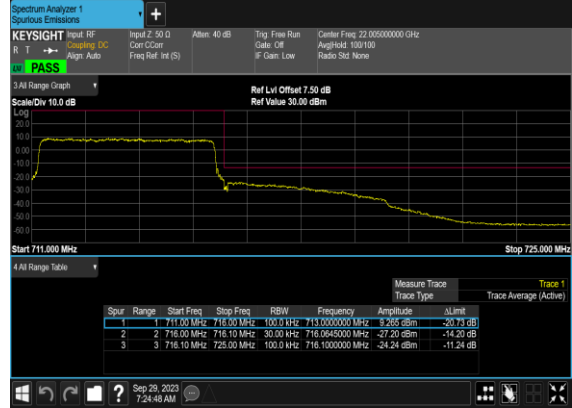 Spectrum Analyzer 1
Spurious Emissions
+
KEYSIGHT Input: RF Input Z: 50 Ω Atten: 40 dB Trig: Free Run Center Freq: 22.005000000 GHz
R T Coupling: DC Corr CCorr Gate: Off Avg|Hold: 100/100
Align: Auto Freq Ref: Int (S) IF Gain: Low Radio Std: None
LW PASS
3 All Range Graph
Ref Lvl Offset 7.50 dB
Scale/Div 10.0 dB Ref Value 30.00 dBm
Log
20.0
10.0
0.00
-10.0
-20.0
-30.0
-40.0
-50.0
-60.0
Start 711.000 MHz Stop 725.000 MHz
4 All Range Table
Measure Trace Trace 1
Trace Type Trace Average (Active)
Spur Range Start Freq Stop Freq RBW Frequency Amplitude ΔLimit
1 1 711.00 MHz 716.00 MHz 100.0 kHz 713.0000000 MHz 9.265 dBm -20.73 dB
2 2 716.00 MHz 716.10 MHz 30.00 kHz 716.0645000 MHz -27.20 dBm -14.20 dB
3 3 716.10 MHz 725.00 MHz 100.0 kHz 716.1000000 MHz -24.24 dBm -11.24 dB
? Sep 29, 2023
7:24:48 AM